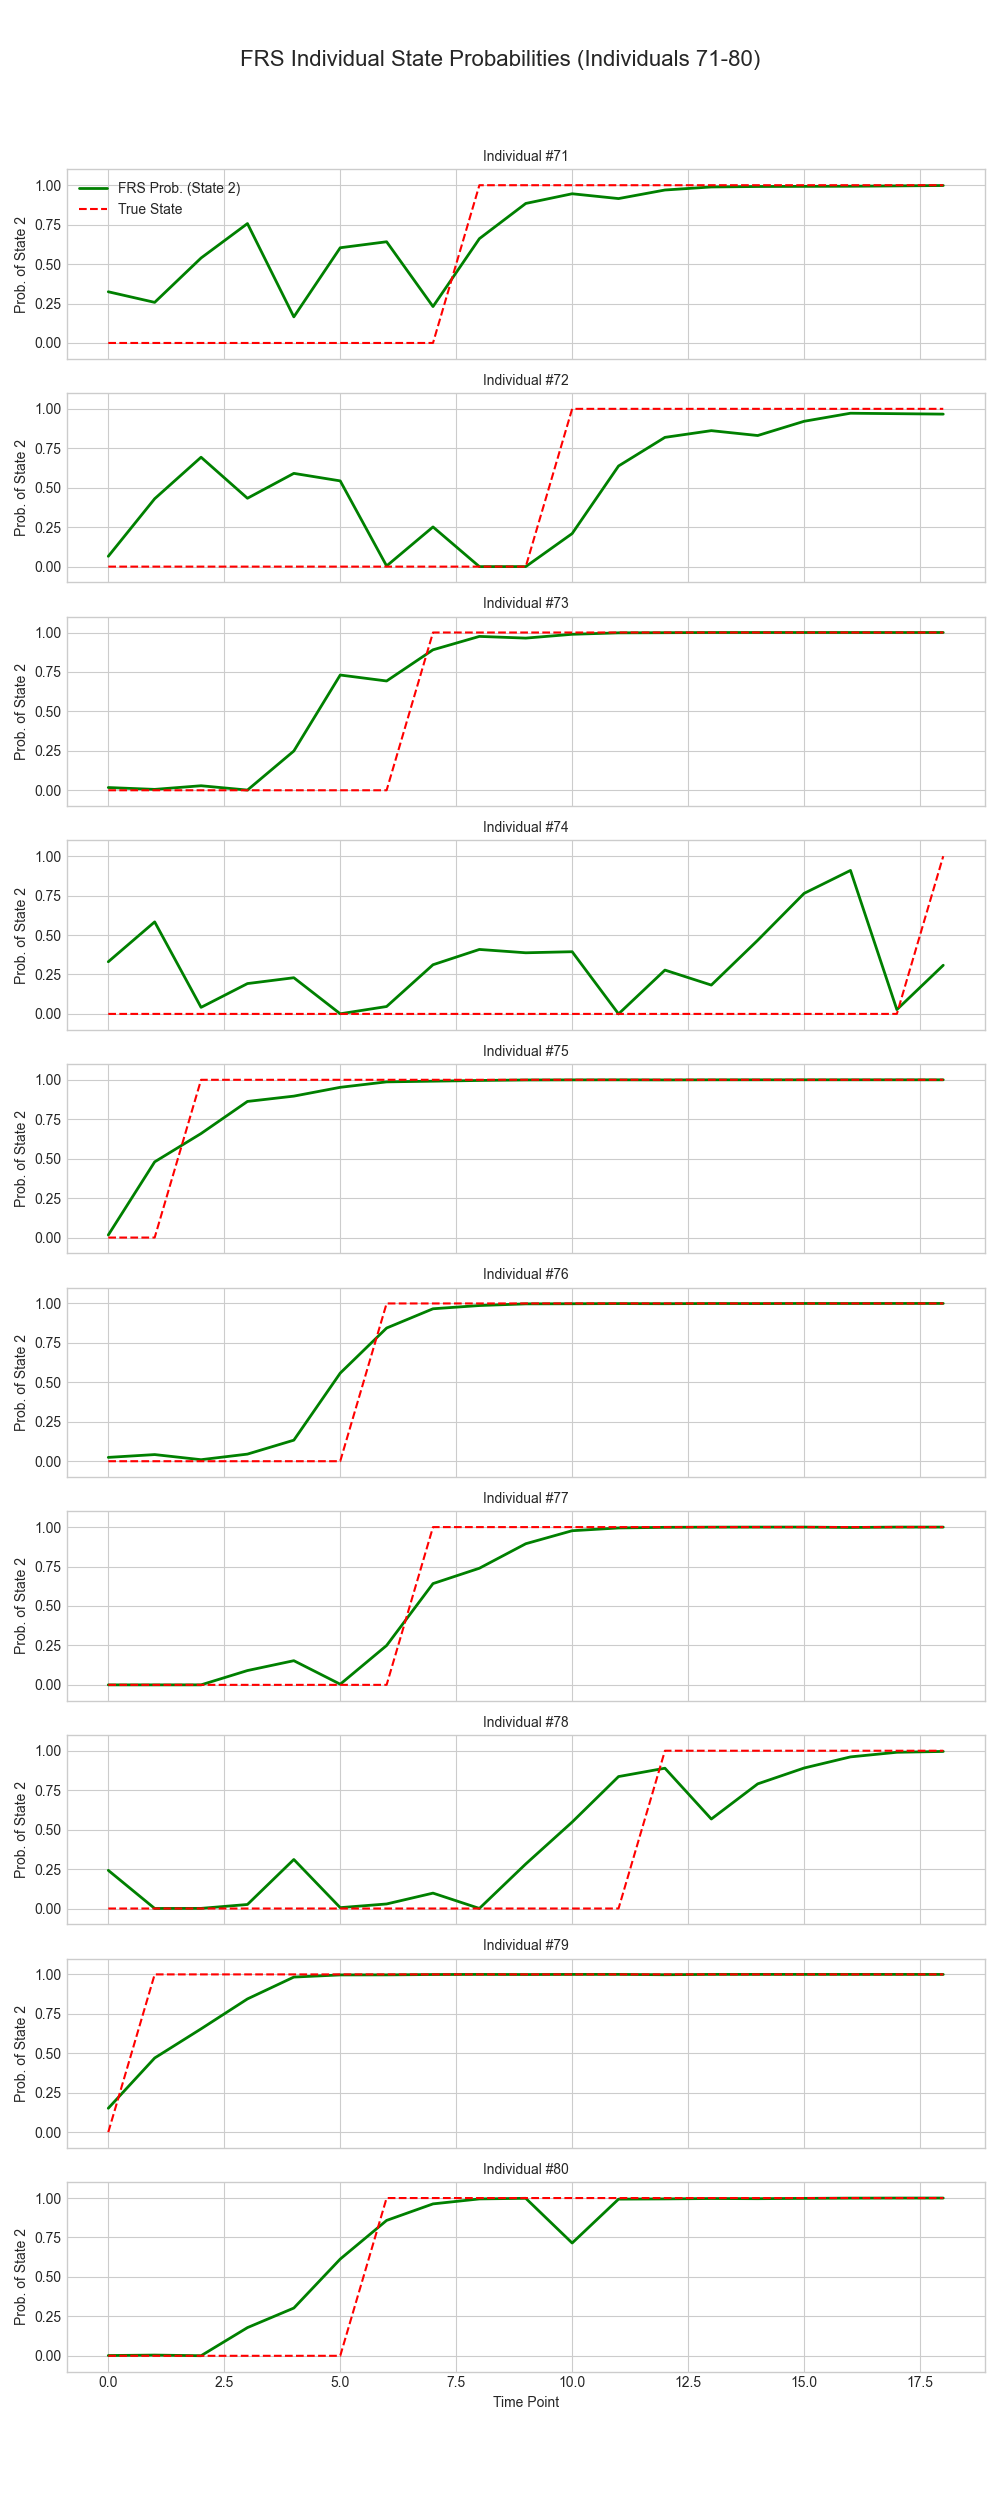 FRS Individual State Probabilities (Individuals 71-80)
Individual #71
FRS Prob. (State 2)
True State
Prob. of State 2
1.00
0.75
0.50
0.25
0.00
Individual #72
Prob. of State 2
1.00
0.75
0.50
0.25
0.00
Individual #73
Prob. of State 2
1.00
0.75
0.50
0.25
0.00
Individual #74
Prob. of State 2
1.00
0.75
0.50
0.25
0.00
Individual #75
Prob. of State 2
1.00
0.75
0.50
0.25
0.00
Individual #76
Prob. of State 2
1.00
0.75
0.50
0.25
0.00
Individual #77
Prob. of State 2
1.00
0.75
0.50
0.25
0.00
Individual #78
Prob. of State 2
1.00
0.75
0.50
0.25
0.00
Individual #79
Prob. of State 2
1.00
0.75
0.50
0.25
0.00
Individual #80
Prob. of State 2
1.00
0.75
0.50
0.25
0.00
0.0 2.5 5.0 7.5 10.0 12.5 15.0 17.5
Time Point